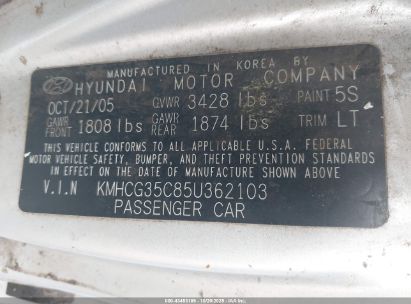 MANUFACTURED IN KOREA BY
HYUNDAI MOTOR COMPANY
OCT/21/05 GVWR 3428 lbs PAINT 5S
GAWR FRONT 1808 lbs GAWR REAR 1874 lbs TRIM LT
THIS VEHICLE CONFORMS TO ALL APPLICABLE U.S.A. FEDERAL
MOTOR VEHICLE SAFETY, BUMPER, AND THEFT PREVENTION STANDARDS
IN EFFECT ON THE DATE OF MANUFACTURE SHOWN ABOVE
V.I.N KMHCG35C85U362103
PASSENGER CAR